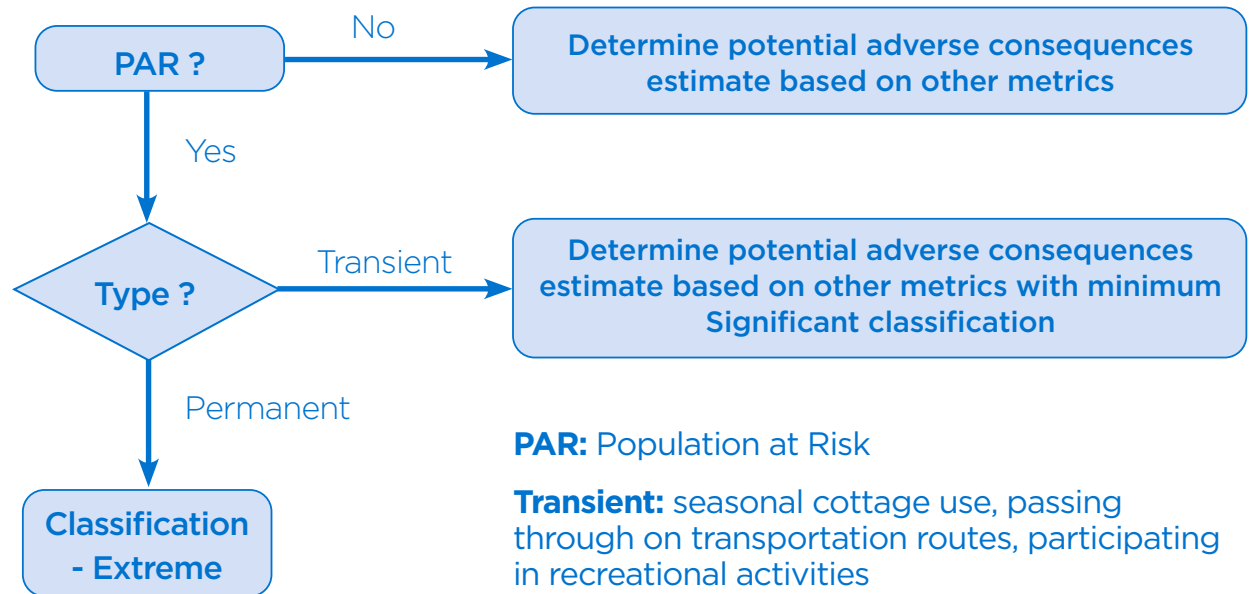 PAR ?
No
Determine potential adverse consequences
estimate based on other metrics
Yes
Type ?
Transient
Determine potential adverse consequences
estimate based on other metrics with minimum
Significant classification
Permanent
Classification
- Extreme
PAR: Population at Risk
Transient: seasonal cottage use, passing
through on transportation routes, participating
in recreational activities